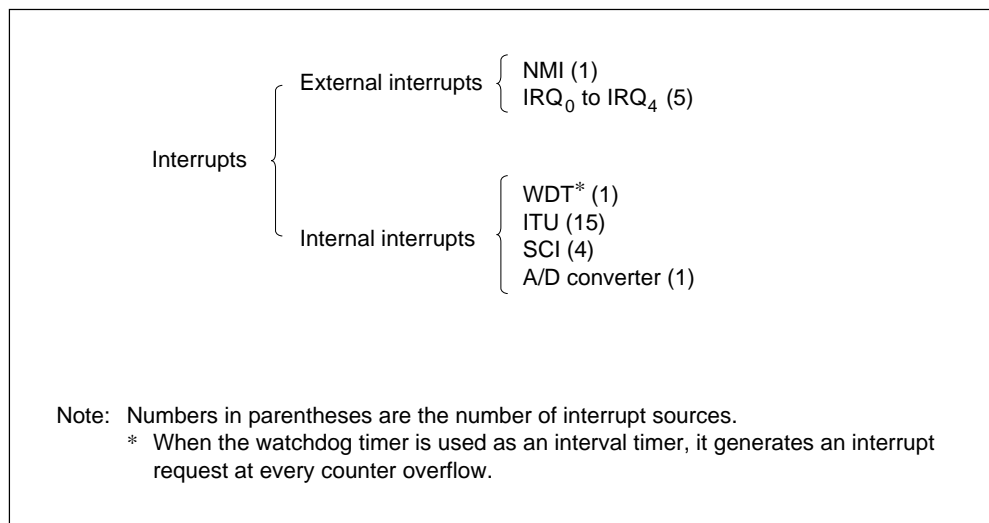 External interrupts
NMI (1)
IRQ0 to IRQ4 (5)
Interrupts
Internal interrupts
WDT* (1)
ITU (15)
SCI (4)
A/D converter (1)
Note: Numbers in parentheses are the number of interrupt sources.
* When the watchdog timer is used as an interval timer, it generates an interrupt
request at every counter overflow.